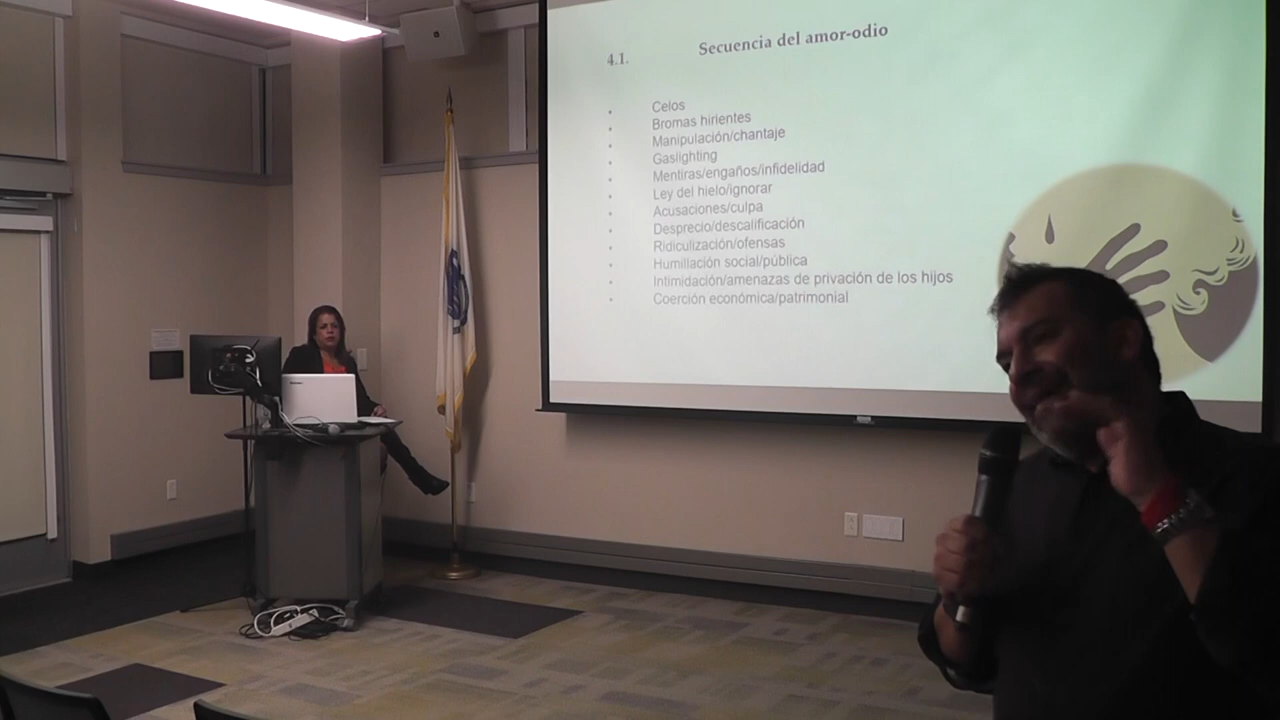 4.1. Secuencia del amor-odio
• Celos
• Bromas hirientes
• Manipulación/chantaje
• Gaslighting
• Mentiras/engaños/infidelidad
• Ley del hielo/ignorar
• Acusaciones/culpa
• Desprecio/descalificación
• Ridiculización/ofensas
• Humillación social/pública
• Intimidación/amenazas de privación de los hijos
• Coerción económica/patrimonial